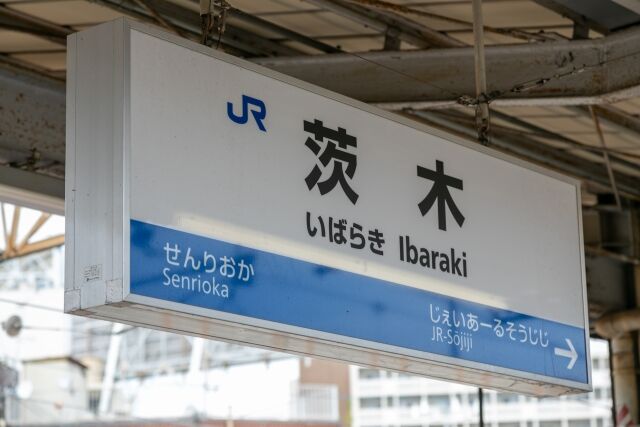 JR 茨木
いばらき Ibaraki
せんりおか
Senrioka
じぇいあーるそうじじ
JR-Sōjiji